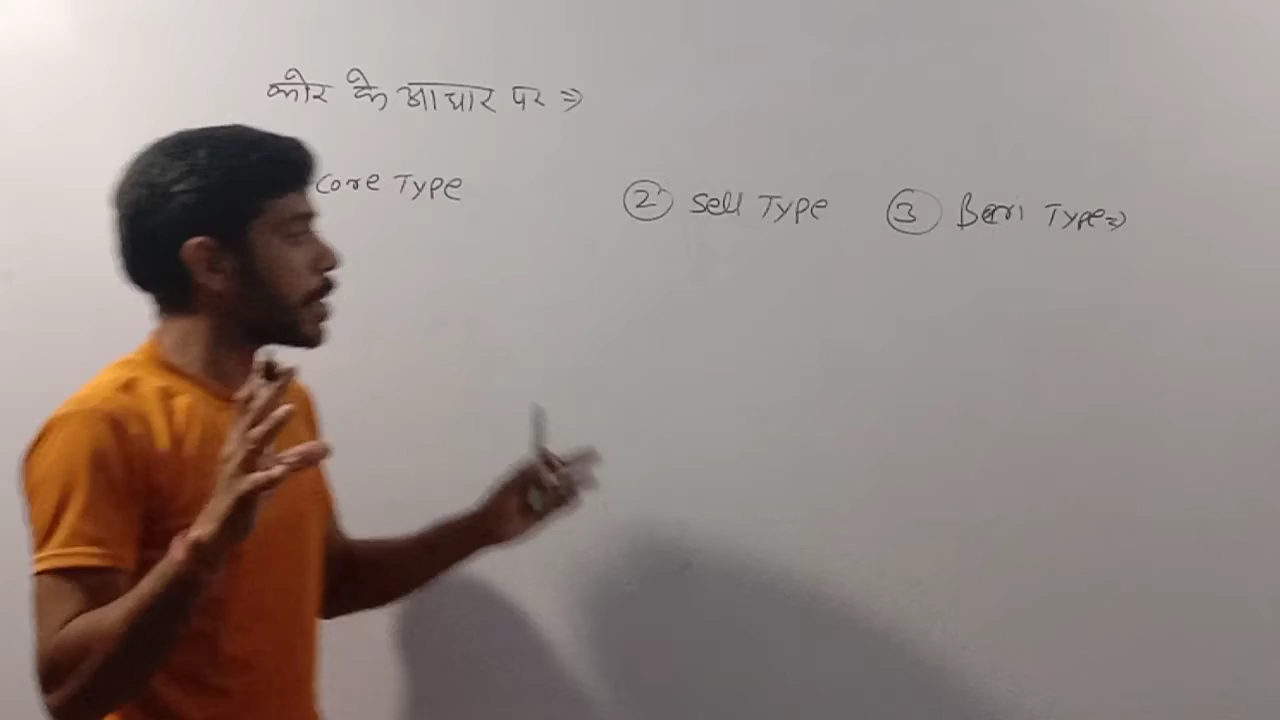 कोर के आधार पर ⇒
Core Type ② Sell Type ③ Berri Type ⇒